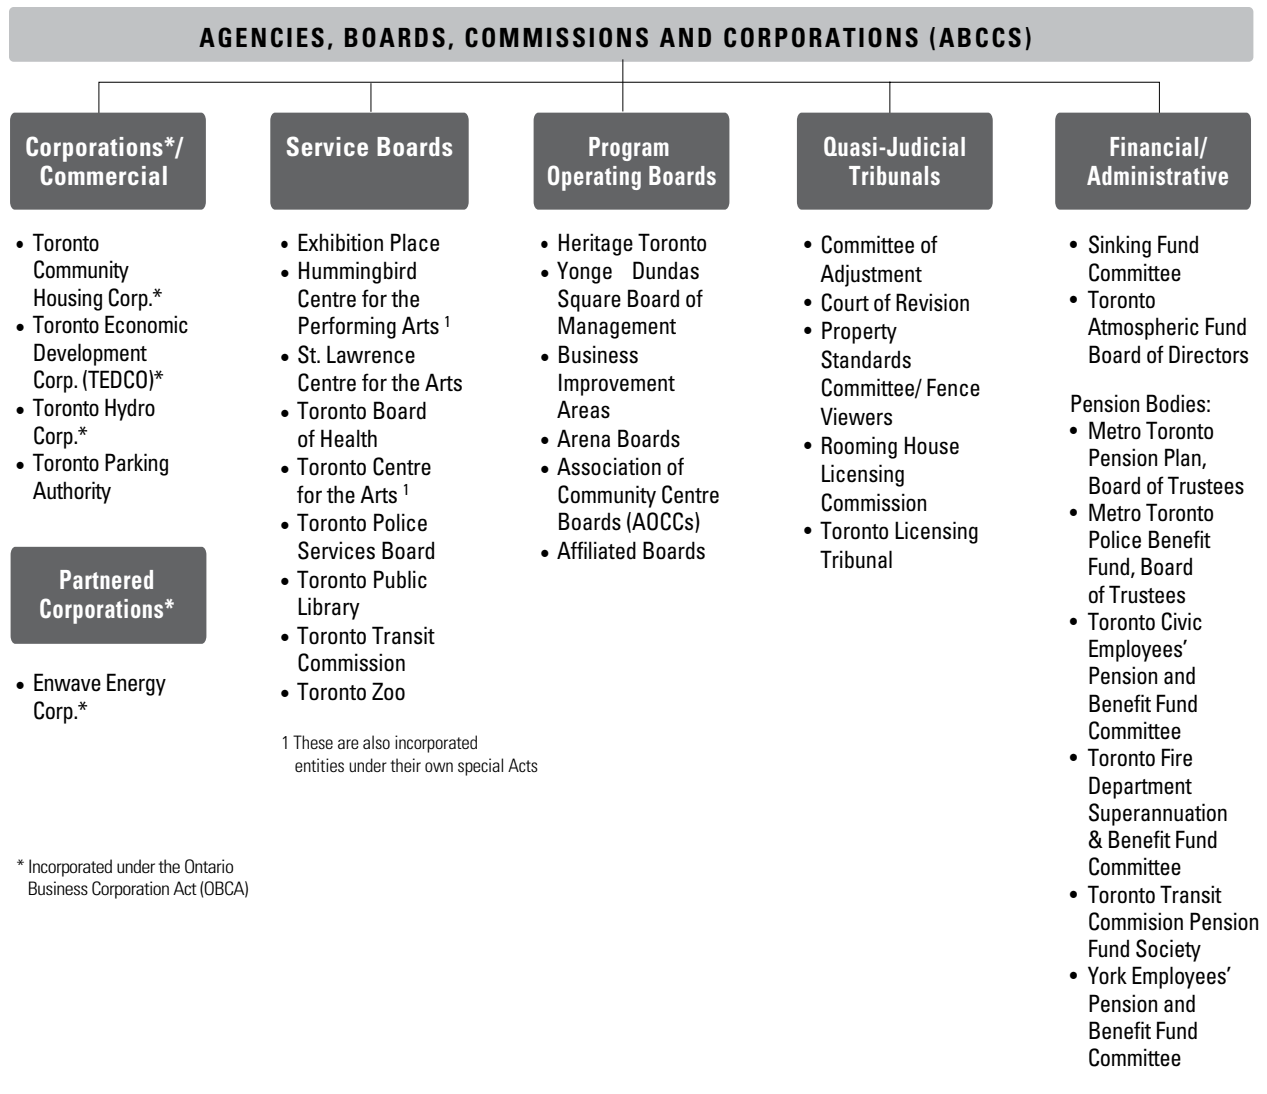 AGENCIES, BOARDS, COMMISSIONS AND CORPORATIONS (ABCCS)
Corporations*/
Commercial
• Toronto
Community
Housing Corp.*
• Toronto Economic
Development
Corp. (TEDCO)*
• Toronto Hydro
Corp.*
• Toronto Parking
Authority
Partnered
Corporations*
• Enwave Energy
Corp.*
* Incorporated under the Ontario
Business Corporation Act (OBCA)
Service Boards
• Exhibition Place
• Hummingbird
Centre for the
Performing Arts 1
• St. Lawrence
Centre for the Arts
• Toronto Board
of Health
• Toronto Centre
for the Arts 1
• Toronto Police
Services Board
• Toronto Public
Library
• Toronto Transit
Commission
• Toronto Zoo
1 These are also incorporated
entities under their own special Acts
Program
Operating Boards
• Heritage Toronto
• Yonge Dundas
Square Board of
Management
• Business
Improvement
Areas
• Arena Boards
• Association of
Community Centre
Boards (AOCCs)
• Affiliated Boards
Quasi-Judicial
Tribunals
• Committee of
Adjustment
• Court of Revision
• Property
Standards
Committee/ Fence
Viewers
• Rooming House
Licensing
Commission
• Toronto Licensing
Tribunal
Financial/
Administrative
• Sinking Fund
Committee
• Toronto
Atmospheric Fund
Board of Directors
Pension Bodies:
• Metro Toronto
Pension Plan,
Board of Trustees
• Metro Toronto
Police Benefit
Fund, Board
of Trustees
• Toronto Civic
Employees’
Pension and
Benefit Fund
Committee
• Toronto Fire
Department
Superannuation
& Benefit Fund
Committee
• Toronto Transit
Commision Pension
Fund Society
• York Employees’
Pension and
Benefit Fund
Committee